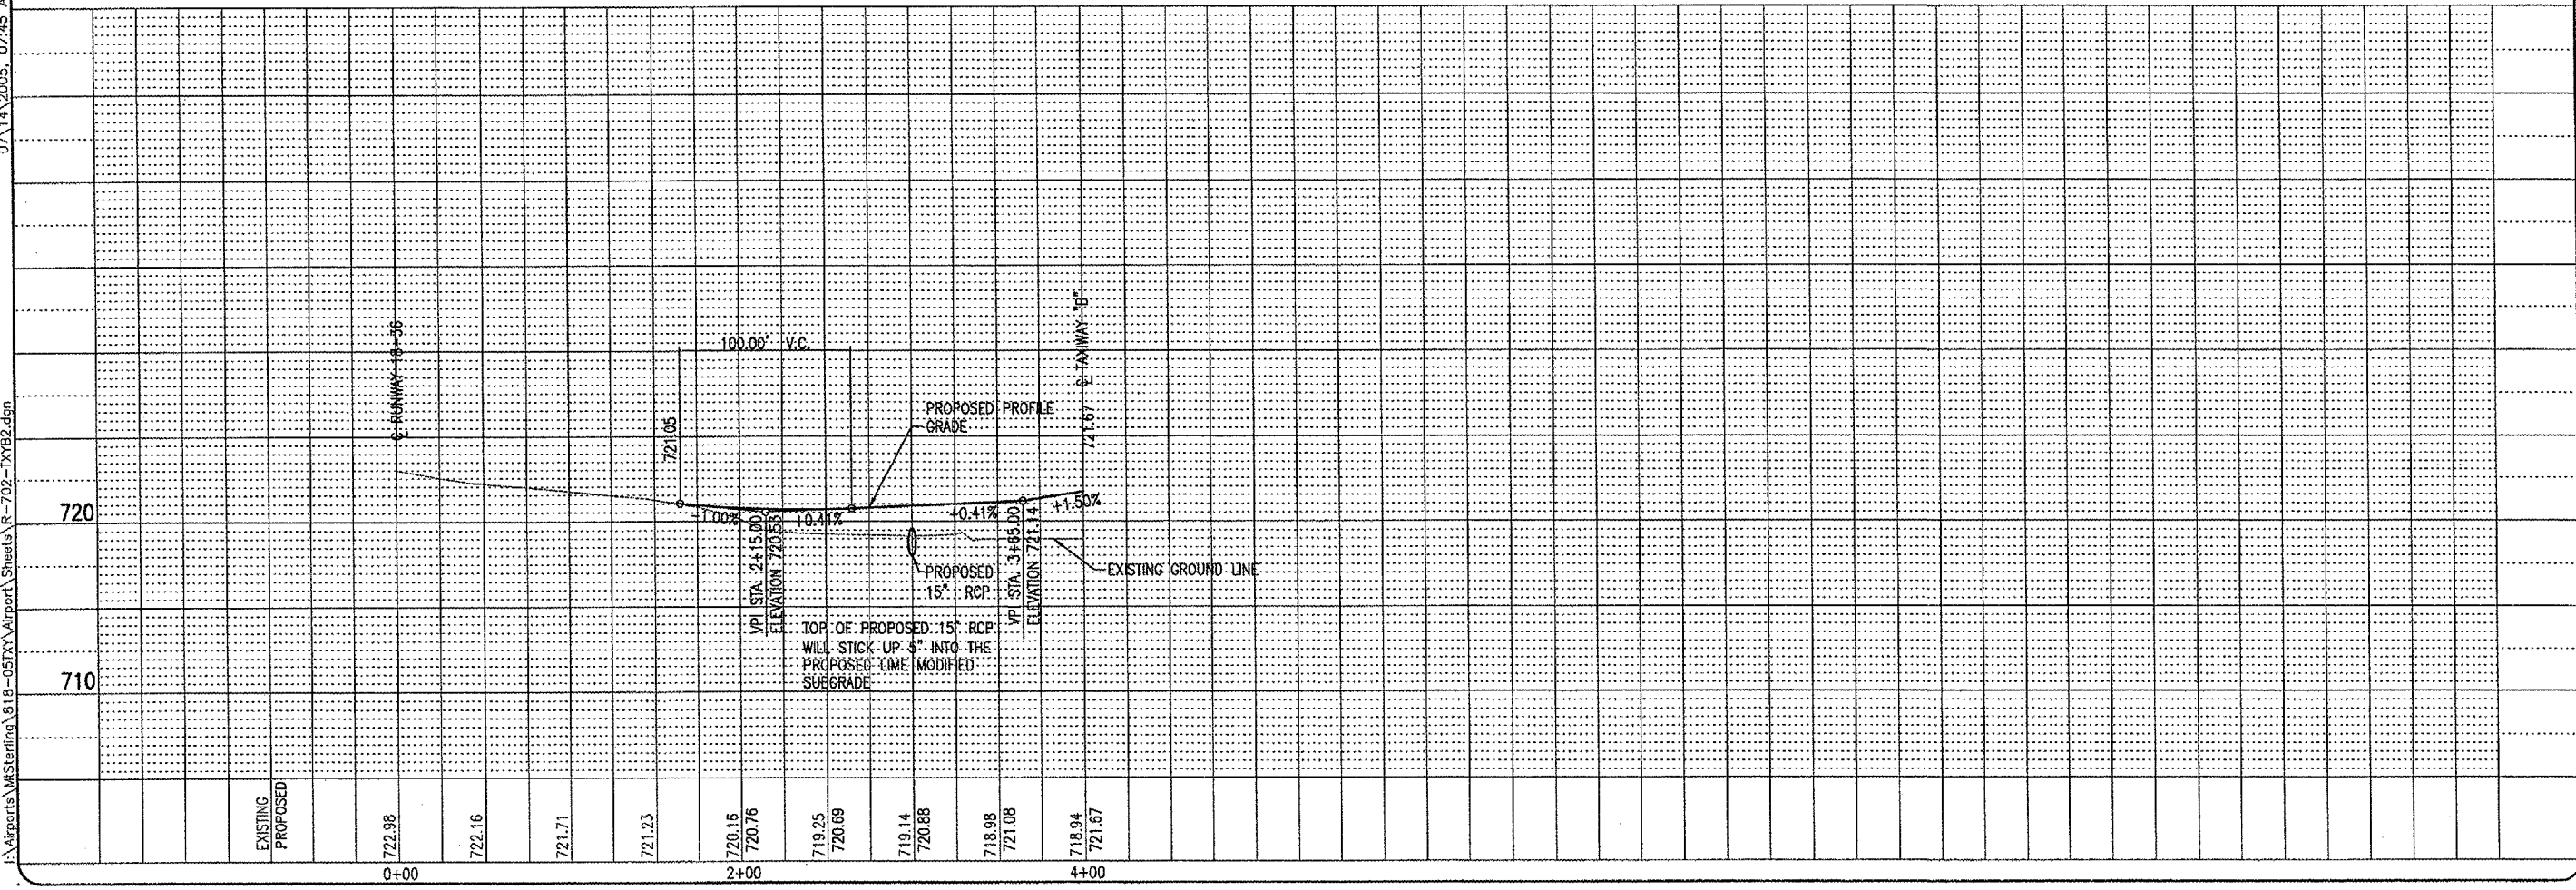 07\14\2005, 07:45
I:\Airports\MtSterling\818-05TXY\Airport\Sheets\R-702-TXYB2.dgn
℄ RUNWAY 18-36
100.00' V.C.
721.05
℄ TAXIWAY "B"
721.67
PROPOSED PROFILE
GRADE
720
-1.00%
+0.41%
+0.41%
+1.50%
VPI STA. 2+15.00
ELEVATION 720.53
VPI STA. 3+65.00
ELEVATION 721.14
PROPOSED
15" RCP
EXISTING GROUND LINE
TOP OF PROPOSED 15" RCP
WILL STICK UP 5" INTO THE
PROPOSED LIME MODIFIED
SUBGRADE
710
EXISTING
PROPOSED
722.98
722.16
721.71
721.23
720.16
720.76
719.25
720.69
719.14
720.88
718.98
721.08
718.94
721.67
0+00
2+00
4+00